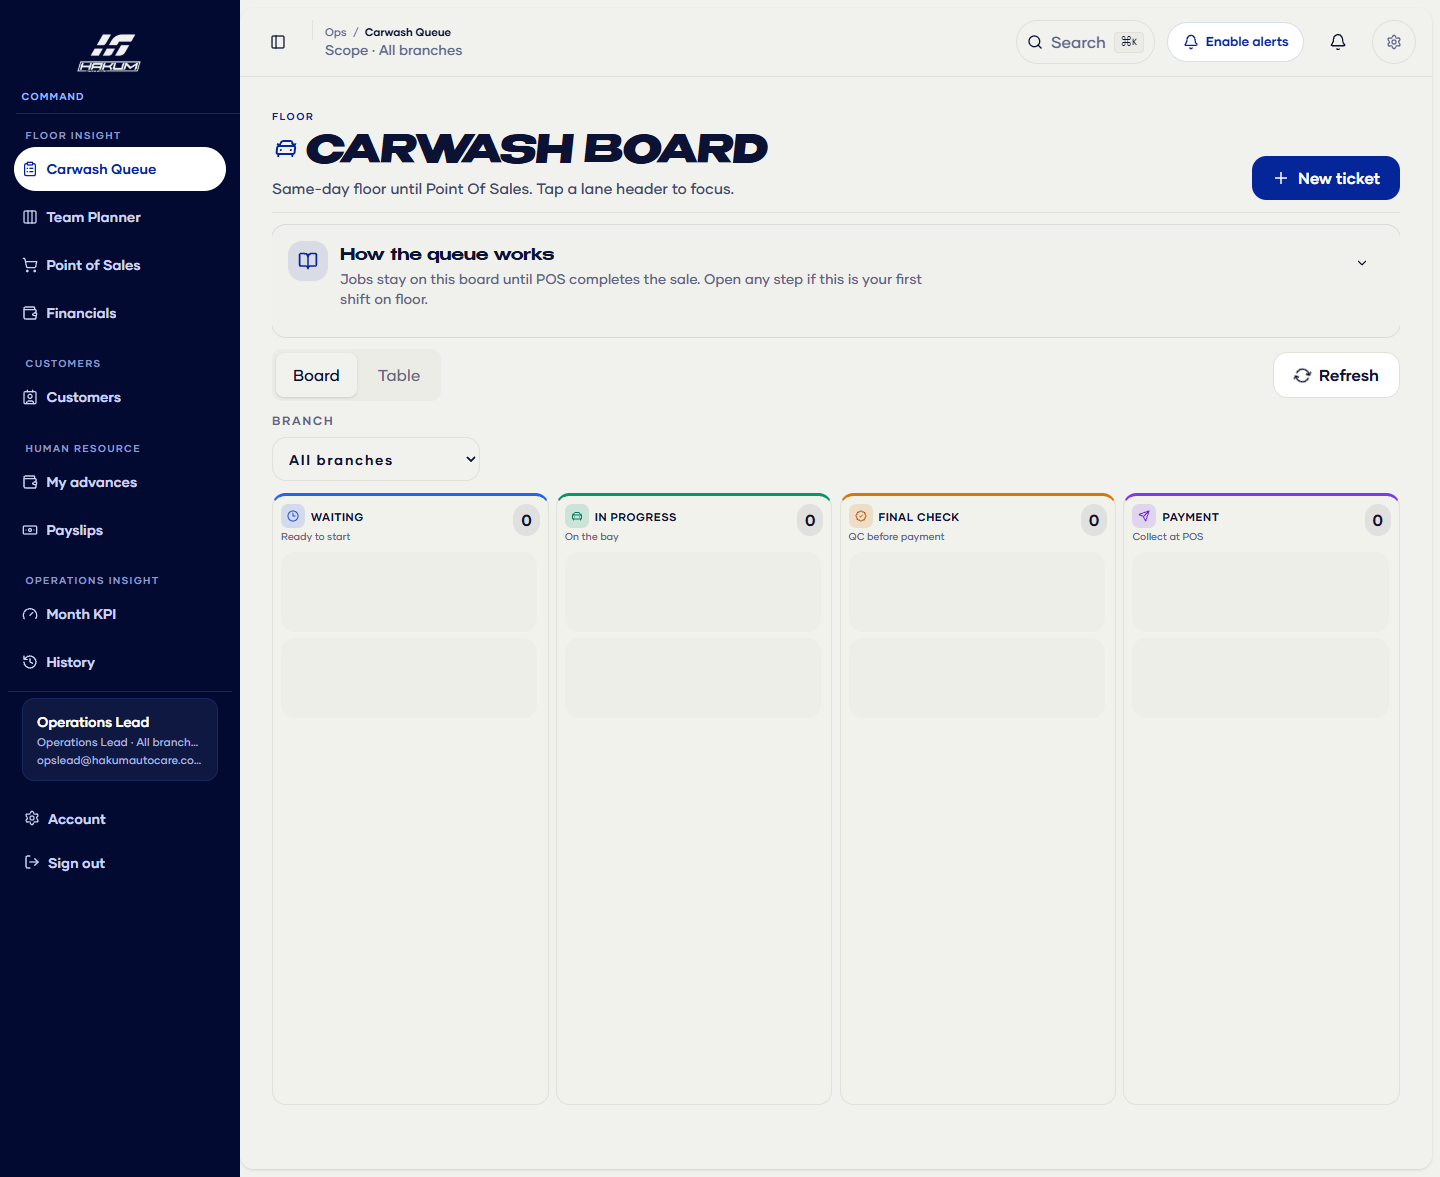 HAKUM
COMMAND
FLOOR INSIGHT
Carwash Queue
Team Planner
Point of Sales
Financials
CUSTOMERS
Customers
HUMAN RESOURCE
My advances
Payslips
OPERATIONS INSIGHT
Month KPI
History
Operations Lead
Operations Lead · All branch...
opslead@hakumautocare.co...
Account
Sign out
Ops / Carwash Queue
Scope · All branches
Search ⌘K
Enable alerts
FLOOR
CARWASH BOARD
Same-day floor until Point Of Sales. Tap a lane header to focus.
New ticket
How the queue works
Jobs stay on this board until POS completes the sale. Open any step if this is your first
shift on floor.
Board
Table
Refresh
BRANCH
All branches
WAITING 0
Ready to start
IN PROGRESS 0
On the bay
FINAL CHECK 0
QC before payment
PAYMENT 0
Collect at POS